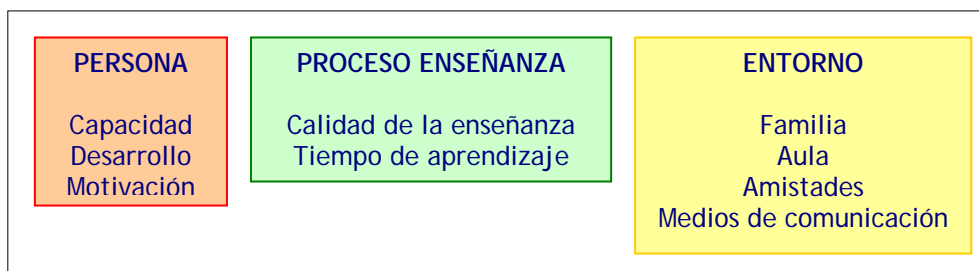 PERSONA
Capacidad
Desarrollo
Motivación
PROCESO ENSEÑANZA
Calidad de la enseñanza
Tiempo de aprendizaje
ENTORNO
Familia
Aula
Amistades
Medios de comunicación